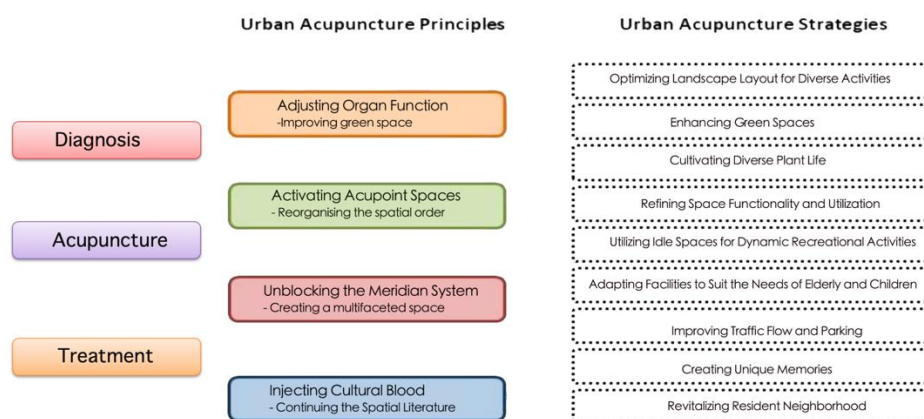 Urban Acupuncture Principles
Urban Acupuncture Strategies
Diagnosis
Acupuncture
Treatment
Adjusting Organ Function
-Improving green space
Activating Acupoint Spaces
- Reorganising the spatial order
Unblocking the Meridian System
- Creating a multifaceted space
Injecting Cultural Blood
- Continuing the Spatial Literature
Optimizing Landscape Layout for Diverse Activities
Enhancing Green Spaces
Cultivating Diverse Plant Life
Refining Space Functionality and Utilization
Utilizing Idle Spaces for Dynamic Recreational Activities
Adapting Facilities to Suit the Needs of Elderly and Children
Improving Traffic Flow and Parking
Creating Unique Memories
Revitalizing Resident Neighborhood